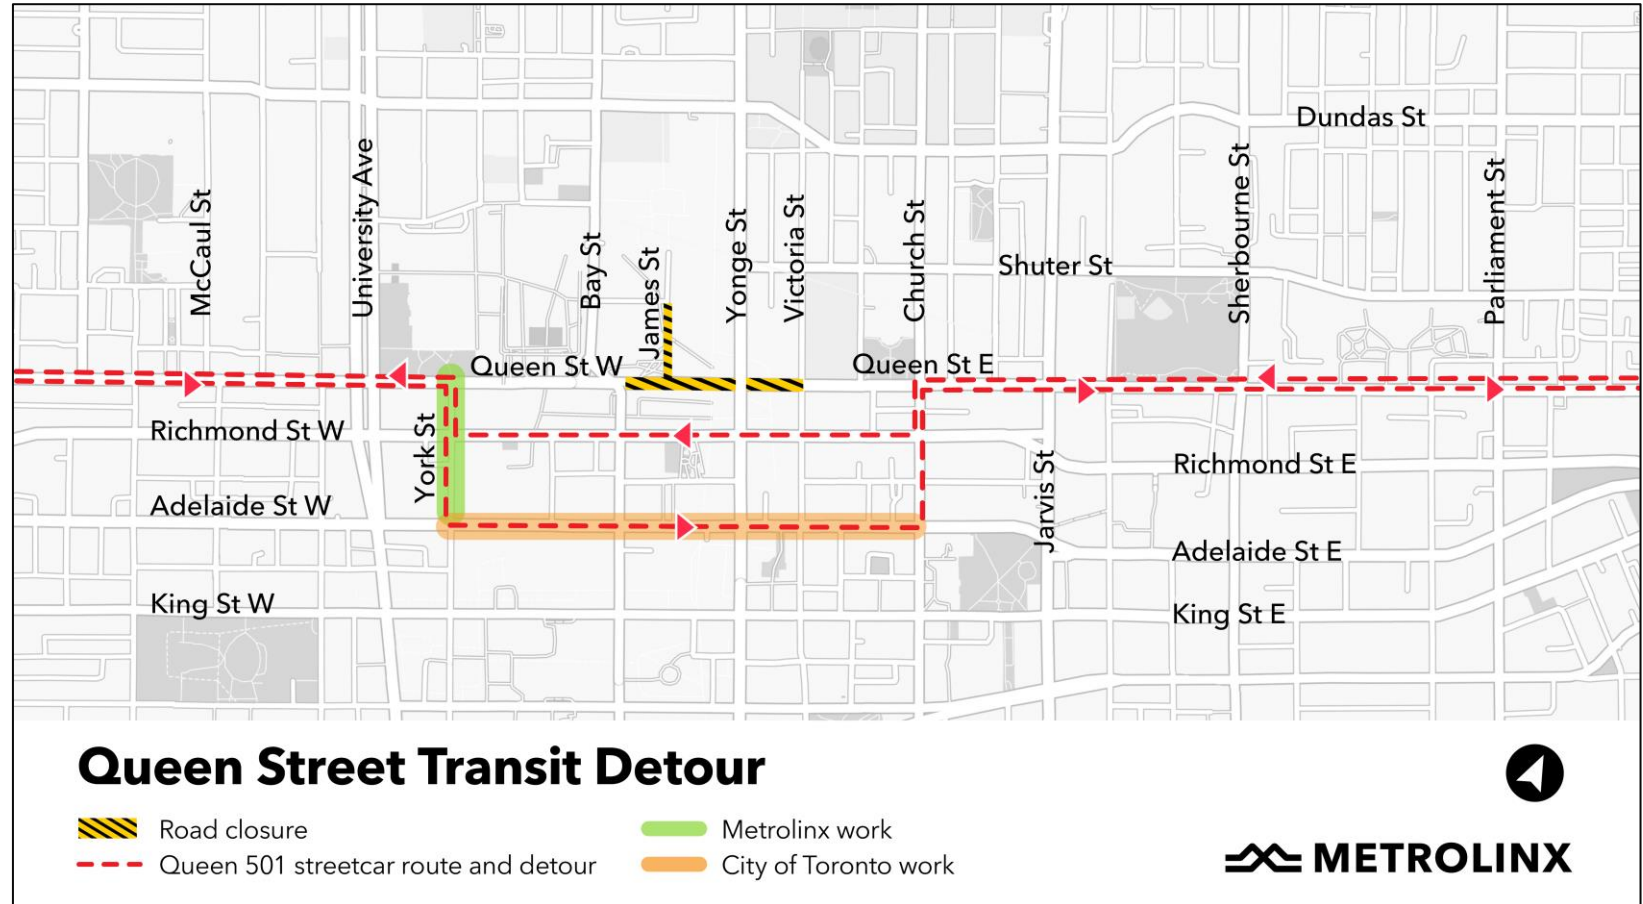 Dundas St
McCaul St
University Ave
Bay St
James St
Yonge St
Victoria St
Church St
Shuter St
Sherbourne St
Parliament St
Queen St W
Queen St E
York St
Richmond St W
Richmond St E
Adelaide St W
Jarvis St
Adelaide St E
King St W
King St E
Queen Street Transit Detour
Road closure
Metrolinx work
Queen 501 streetcar route and detour
City of Toronto work
METROLINX